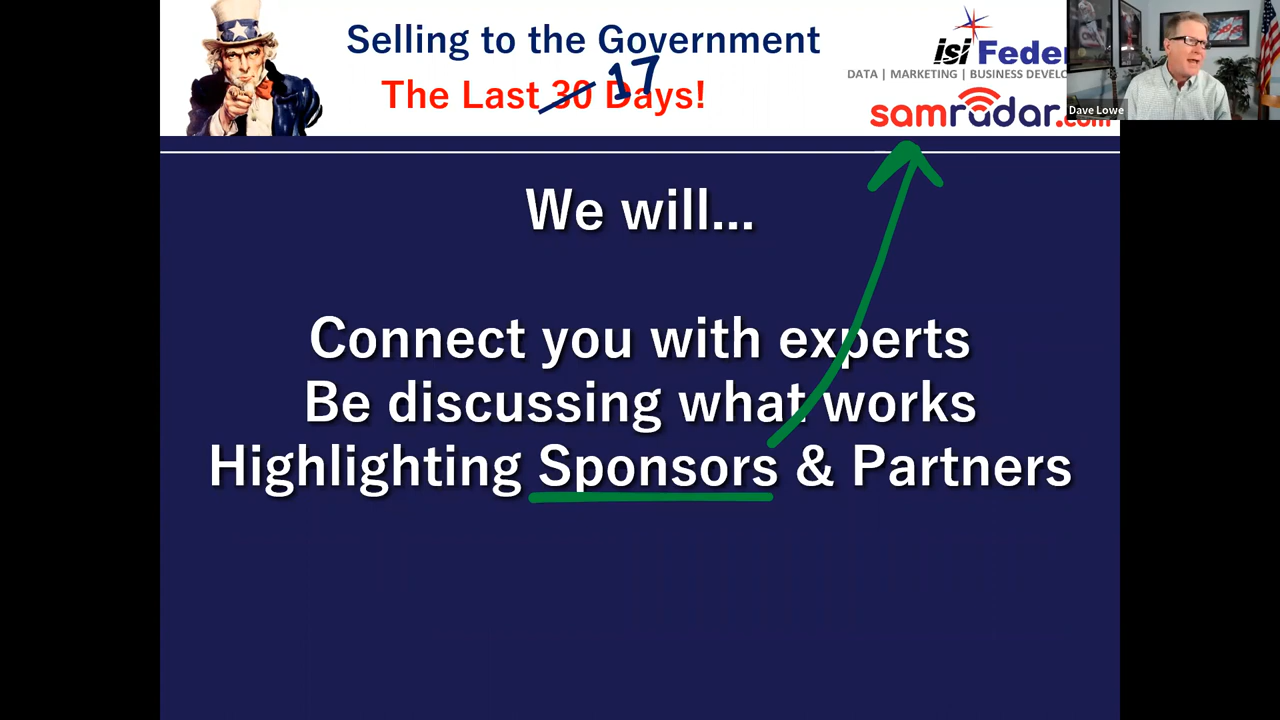 Selling to the Government
The Last 30 17 Days!
isi Feder
DATA | MARKETING | BUSINESS DEVELO
samradar.com
Dave Lowe
We will...
Connect you with experts
Be discussing what works
Highlighting Sponsors & Partners